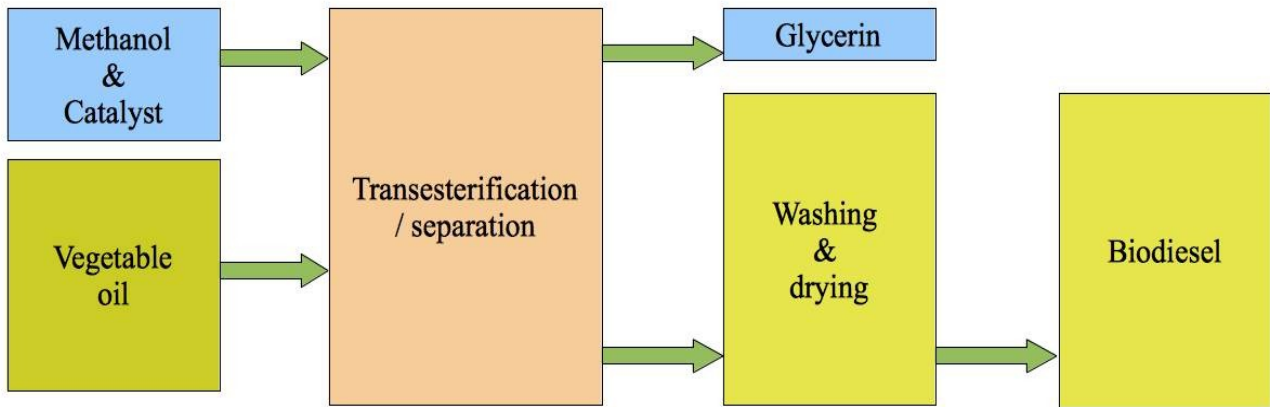 Methanol
&
Catalyst
Vegetable
oil
Transesterification
/ separation
Glycerin
Washing
&
drying
Biodiesel